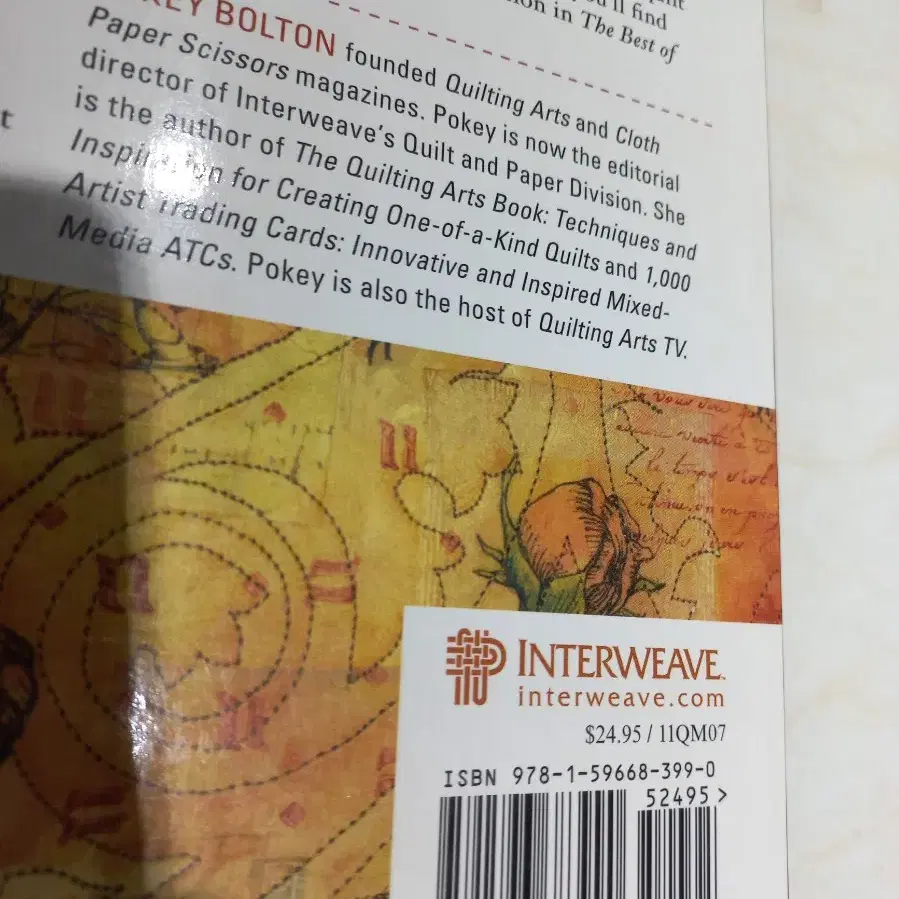 you'll find
in The Best of
BOLTON founded Quilting Arts and Cloth
Paper Scissors magazines. Pokey is now the editorial
director of Interweave's Quilt and Paper Division. She
is the author of The Quilting Arts Book: Techniques and
Inspiration for Creating One-of-a-Kind Quilts and 1,000
Artist Trading Cards: Innovative and Inspired Mixed-
Media ATCs. Pokey is also the host of Quilting Arts TV.
INTERWEAVE
interweave.com
$24.95 / 11QM07
ISBN 978-1-59668-399-0
52495 >